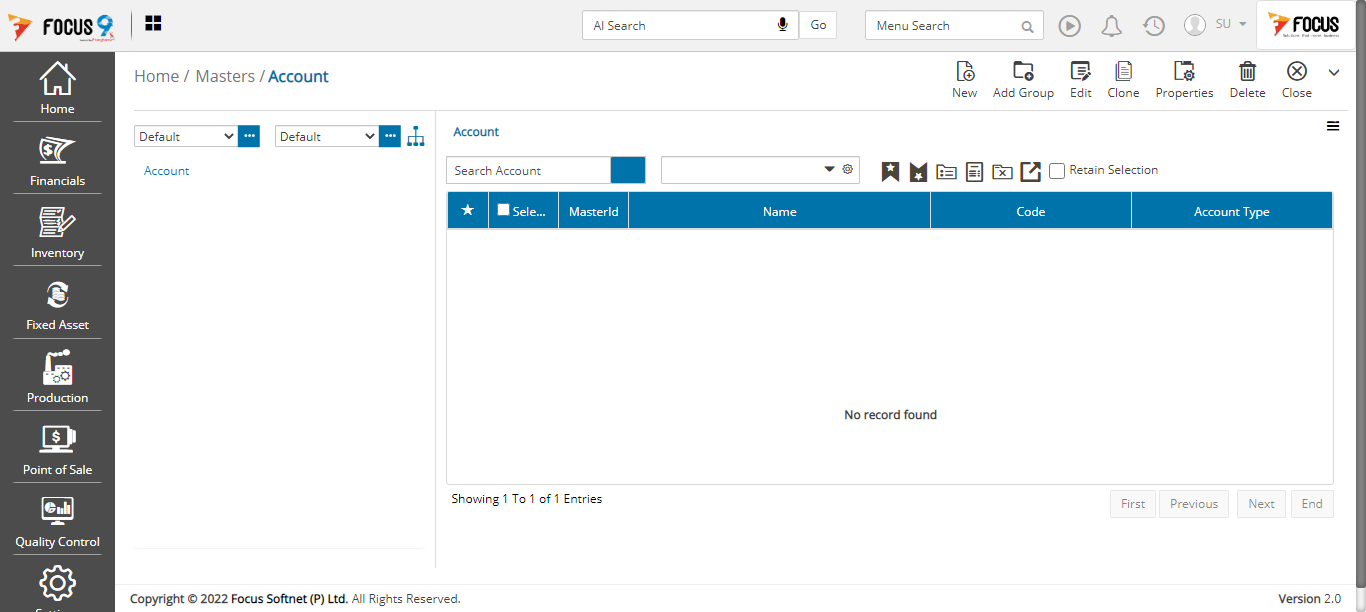 FOCUS 9
AI Search
Go
Menu Search
SU
FOCUS
Home
Financials
Inventory
Fixed Asset
Production
Point of Sale
Quality Control
Home / Masters / Account
New
Add Group
Edit
Clone
Properties
Delete
Close
Default
Default
Account
Account
Search Account
Retain Selection
Sele...
MasterId
Name
Code
Account Type
No record found
Showing 1 To 1 of 1 Entries
First
Previous
Next
End
Copyright © 2022 Focus Softnet (P) Ltd. All Rights Reserved.
Version 2.0